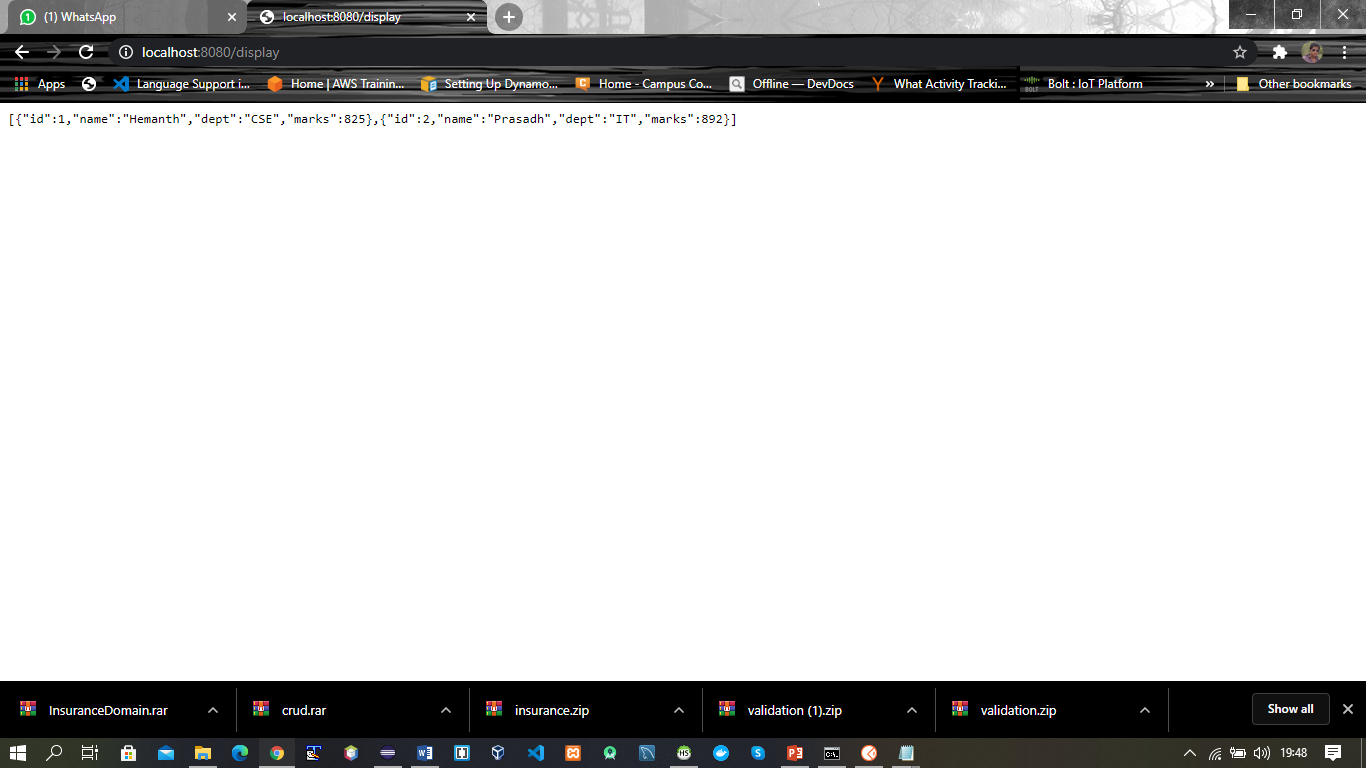 (1) WhatsApp
localhost:8080/display
localhost:8080/display
Apps
Language Support i...
Home | AWS Trainin...
Setting Up Dynamo...
Home - Campus Co...
Offline — DevDocs
What Activity Tracki...
BOLT
Bolt : IoT Platform
»
Other bookmarks
[{"id":1,"name":"Hemanth","dept":"CSE","marks":825},{"id":2,"name":"Prasadh","dept":"IT","marks":892}]
InsuranceDomain.rar
crud.rar
insurance.zip
validation (1).zip
validation.zip
Show all
19:48